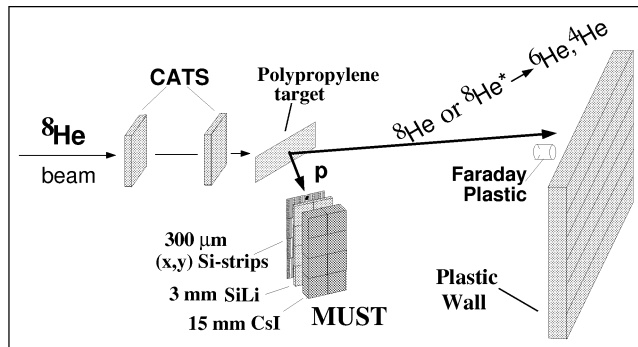 CATS
Polypropylene
target
⁸He
beam
⁸He or ⁸He* → ⁶He, ⁴He
p
Faraday
Plastic
300 μm
(x,y) Si-strips
3 mm SiLi
15 mm CsI
MUST
Plastic
Wall